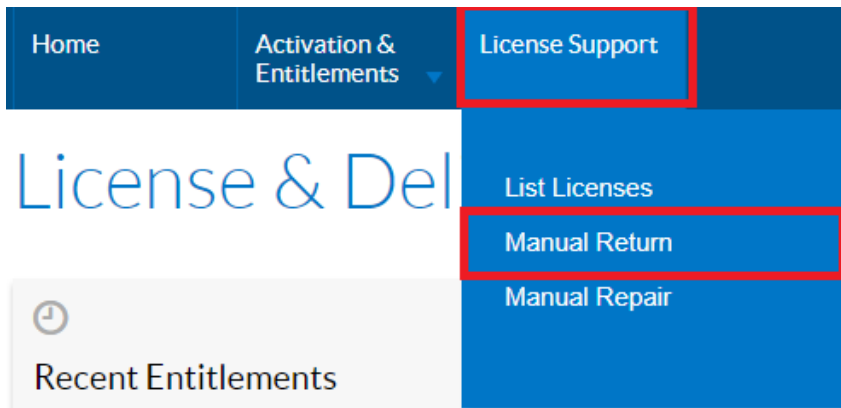 Home
Activation &
Entitlements
License Support
License & Del
List Licenses
Manual Return
Manual Repair
Recent Entitlements